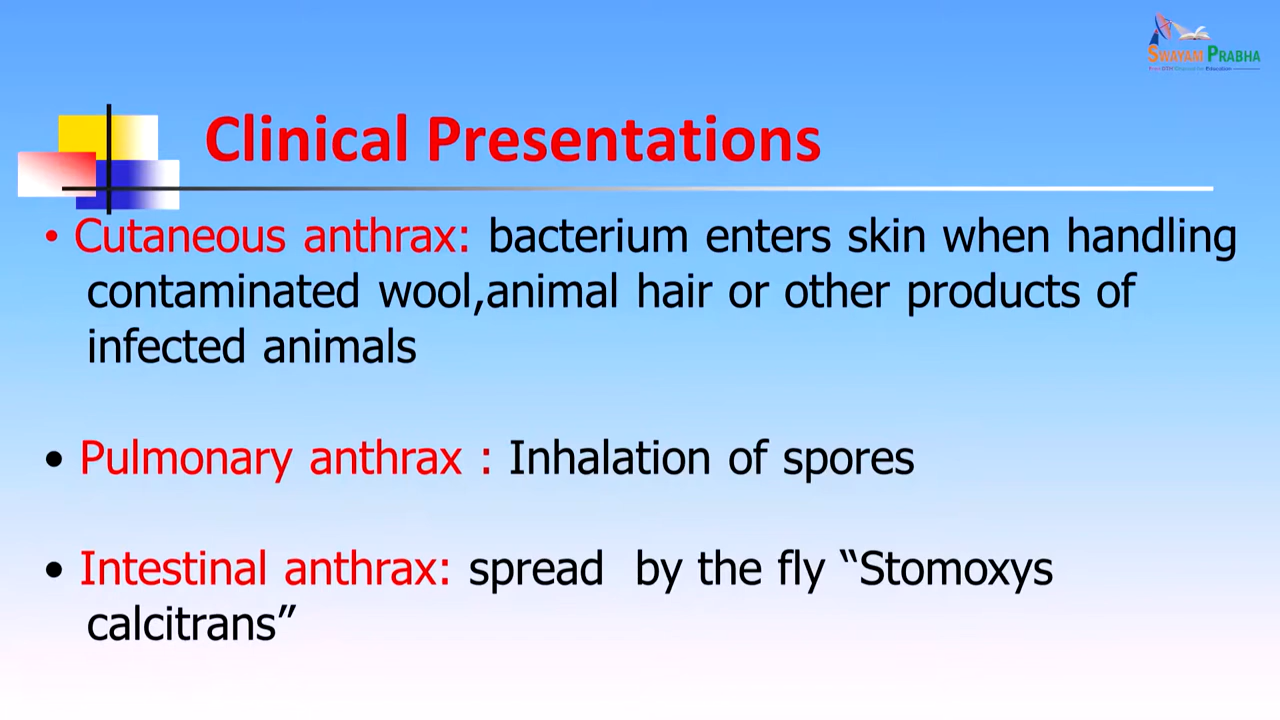 SWAYAM PRABHA
Clinical Presentations
• Cutaneous anthrax: bacterium enters skin when handling
contaminated wool,animal hair or other products of
infected animals
• Pulmonary anthrax : Inhalation of spores
• Intestinal anthrax: spread by the fly “Stomoxys
calcitrans”